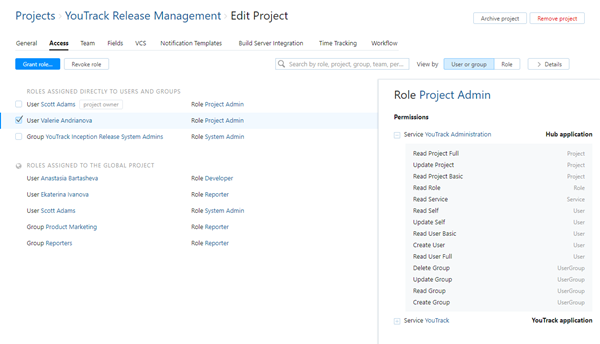 Projects › YouTrack Release Management › Edit Project
Archive project
Remove project
General Access Team Fields VCS Notification Templates Build Server Integration Time Tracking Workflow
Grant role... Revoke role Search by role, project, group, team, per... View by User or group Role Details
ROLES ASSIGNED DIRECTLY TO USERS AND GROUPS
User Scott Adams project owner Role Project Admin
User Valerie Andrianova Role Project Admin
Group YouTrack Inception Release System Admins Role System Admin
ROLES ASSIGNED TO THE GLOBAL PROJECT
User Anastasia Bartasheva Role Developer
User Ekaterina Ivanova Role Reporter
User Scott Adams Role System Admin
Group Product Marketing Role Reporter
Group Reporters Role Reporter
Role Project Admin
Permissions
Service YouTrack Administration Hub application
Read Project Full Project
Update Project Project
Read Project Basic Project
Read Role Role
Read Service Service
Read Self User
Update Self User
Read User Basic User
Create User User
Read User Full User
Delete Group UserGroup
Update Group UserGroup
Read Group UserGroup
Create Group UserGroup
Service YouTrack YouTrack application